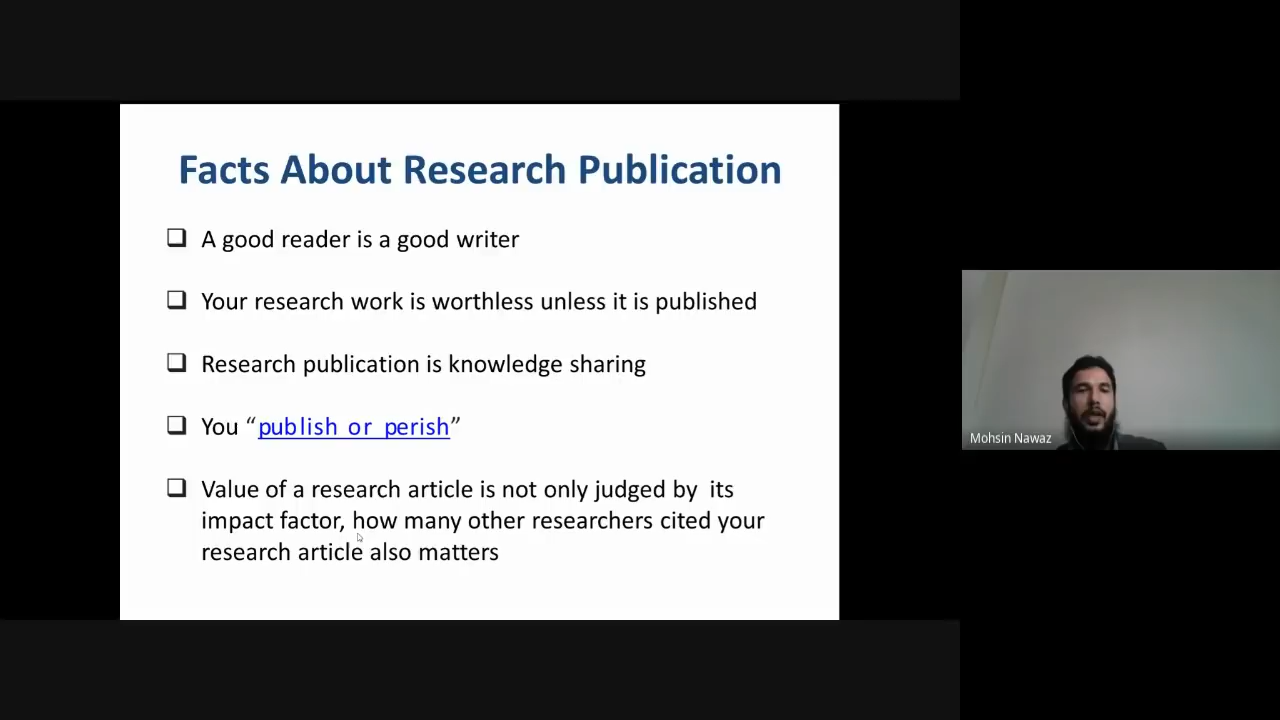 Facts About Research Publication
❑ A good reader is a good writer
❑ Your research work is worthless unless it is published
❑ Research publication is knowledge sharing
❑ You “publish or perish”
❑ Value of a research article is not only judged by its
impact factor, how many other researchers cited your
research article also matters
Mohsin Nawaz